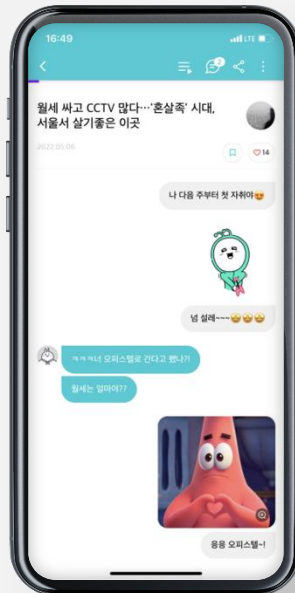 16:49
LTE
2
월세 싸고 CCTV 많다…'혼살족' 시대,
서울서 살기좋은 이곳
2022.05.06
14
나 다음 주부터 첫 자취야😍
넘 설레~~~🤩🤩🤩
ㅋㅋㅋ너 오피스텔로 간다고 했나?!
월세는 얼마야??
응응 오피스텔~!